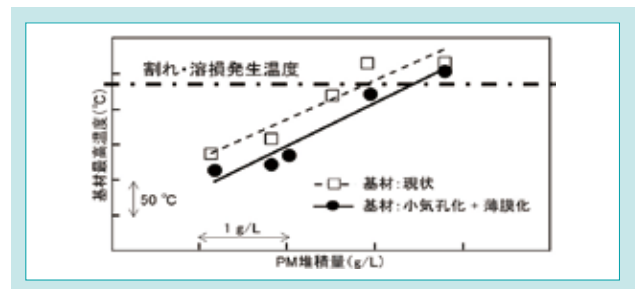 割れ・溶損発生温度
基材最高温度(℃)
基材:現状
基材:小気孔化 + 薄膜化
50 ℃
1 g/L
PM堆積量(g/L)